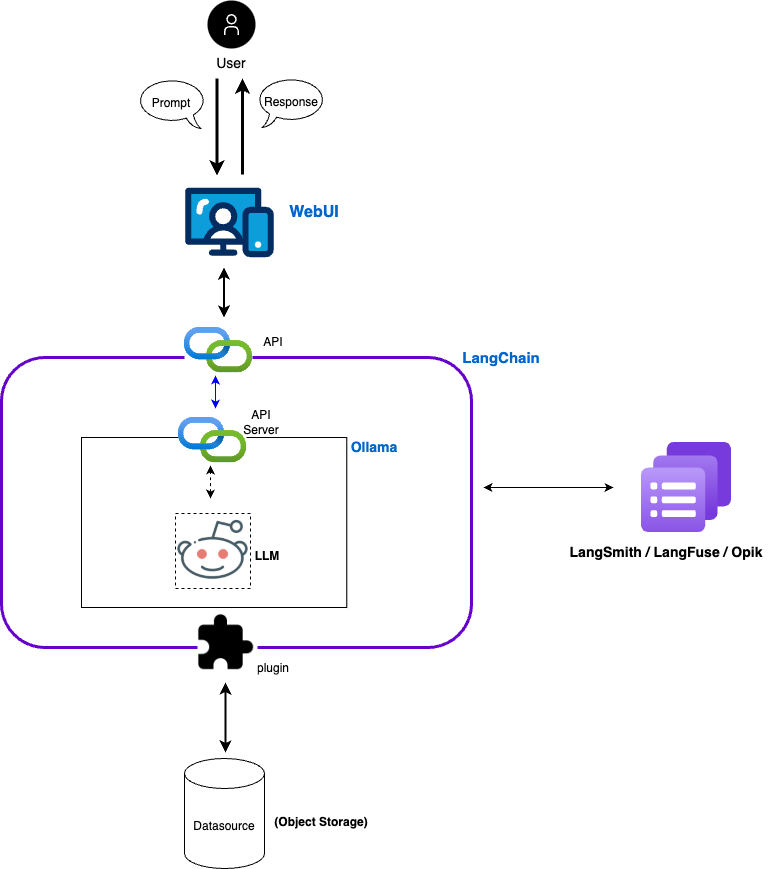 User
Prompt
Response
WebUI
API
LangChain
API
Server
Ollama
LLM
LangSmith / LangFuse / Opik
plugin
Datasource
(Object Storage)